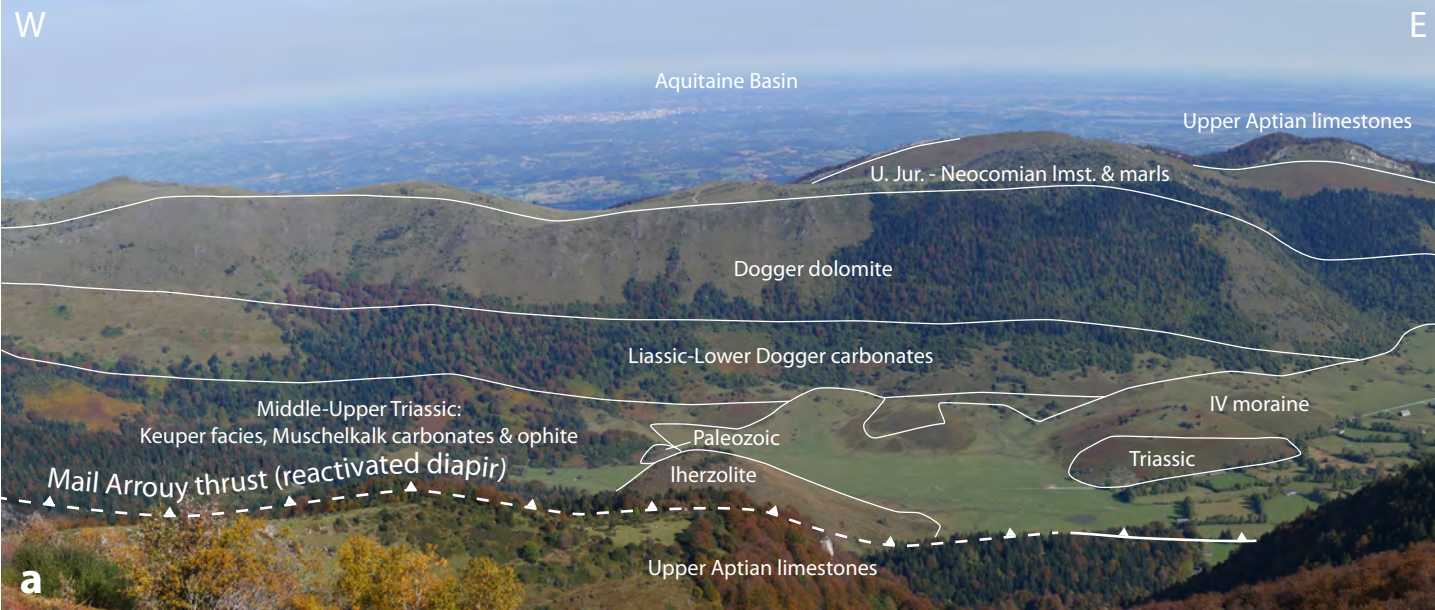 W
E
Aquitaine Basin
Upper Aptian limestones
U. Jur. - Neocomian lmst. & marls
Dogger dolomite
Liassic-Lower Dogger carbonates
Middle-Upper Triassic:
Keuper facies, Muschelkalk carbonates & ophite
IV moraine
Paleozoic
Triassic
lherzolite
Mail Arrouy thrust (reactivated diapir)
Upper Aptian limestones
a